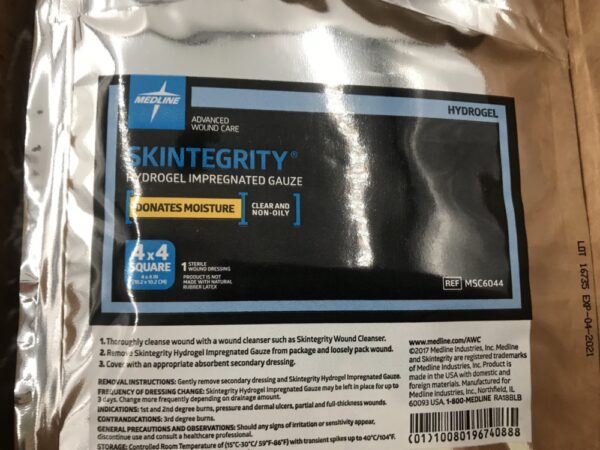 MEDLINE
ADVANCED
WOUND CARE
HYDROGEL
SKINTEGRITY®
HYDROGEL IMPREGNATED GAUZE
DONATES MOISTURE
CLEAR AND
NON-OILY
4x4
SQUARE
4 x 4 IN
(10.2 x 10.2 CM)
1 STERILE
WOUND DRESSING
PRODUCT IS NOT
MADE WITH NATURAL
RUBBER LATEX
REF MSC6044
1. Thoroughly cleanse wound with a wound cleanser such as Skintegrity Wound Cleanser.
2. Remove Skintegrity Hydrogel Impregnated Gauze from package and loosely pack wound.
3. Cover with an appropriate absorbent secondary dressing.
REMOVAL INSTRUCTIONS: Gently remove secondary dressing and Skintegrity Hydrogel Impregnated Gauze.
FREQUENCY OF DRESSING CHANGE: Skintegrity Hydrogel Impregnated Gauze may be left in place for up to
3 days. Change more frequently depending on drainage amount.
INDICATIONS: 1st and 2nd degree burns, pressure and dermal ulcers, partial and full-thickness wounds.
CONTRAINDICATIONS: 3rd degree burns.
GENERAL PRECAUTIONS AND OBSERVATIONS: Should any signs of irritation or sensitivity appear,
discontinue use and consult a healthcare professional.
STORAGE: Controlled Room Temperature of (15°C-30°C/ 59°F-86°F) with transient spikes up to 40°C/104°F.
www.medline.com/AWC
©2017 Medline Industries, Inc. Medline
and Skintegrity are registered trademarks
of Medline Industries, Inc. Product is
made in the USA with domestic and
foreign materials. Manufactured for
Medline Industries, Inc. Northfield, IL
60093 USA. 1-800-MEDLINE RA18BLB
(01)10080196740888
LOT 16735 EXP-04-2021